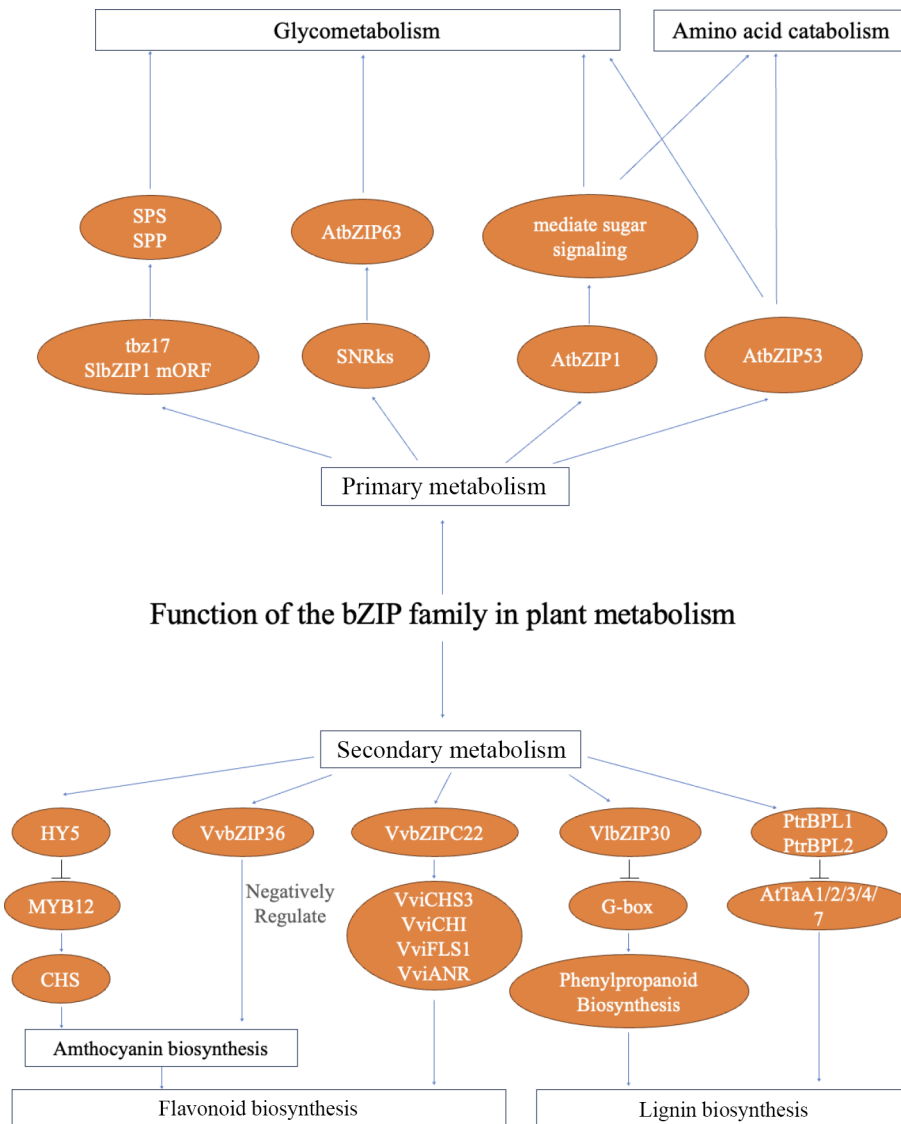 Glycometabolism
Amino acid catabolism
SPS
SPP
AtbZIP63
mediate sugar
signaling
tbz17
SlbZIP1 mORF
SNRks
AtbZIP1
AtbZIP53
Primary metabolism
Function of the bZIP family in plant metabolism
Secondary metabolism
HY5
VvbZIP36
VvbZIPC22
VlbZIP30
PtrBPL1
PtrBPL2
Negatively
Regulate
MYB12
VviCHS3
VviCHI
VviFLS1
VviANR
G-box
AtTaA1/2/3/4/
7
CHS
Phenylpropanoid
Biosynthesis
Amthocyanin biosynthesis
Flavonoid biosynthesis
Lignin biosynthesis